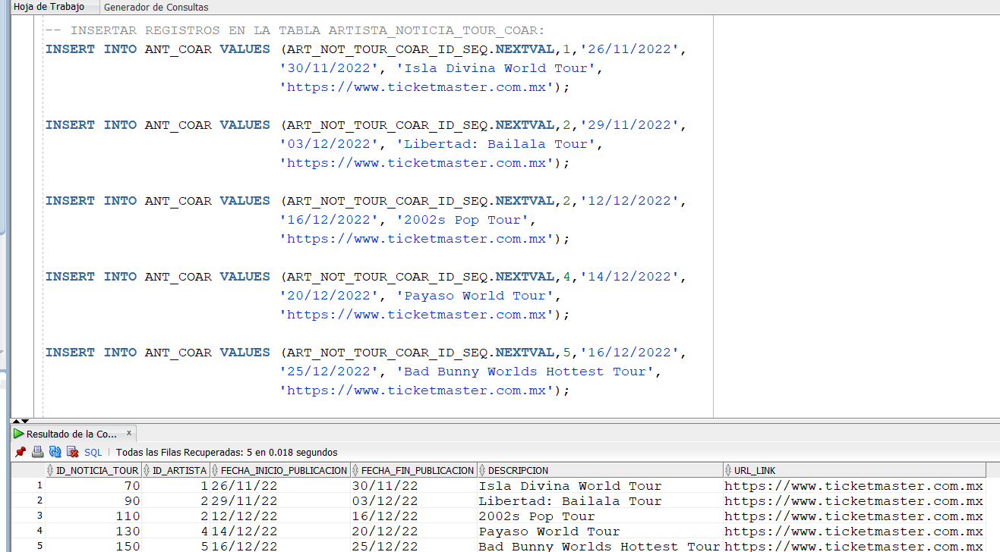 Hoja de Trabajo Generador de Consultas
-- INSERTAR REGISTROS EN LA TABLA ARTISTA_NOTICIA_TOUR_COAR:
INSERT INTO ANT_COAR VALUES (ART_NOT_TOUR_COAR_ID_SEQ.NEXTVAL,1,'26/11/2022',
'30/11/2022', 'Isla Divina World Tour',
'https://www.ticketmaster.com.mx');
INSERT INTO ANT_COAR VALUES (ART_NOT_TOUR_COAR_ID_SEQ.NEXTVAL,2,'29/11/2022',
'03/12/2022', 'Libertad: Bailala Tour',
'https://www.ticketmaster.com.mx');
INSERT INTO ANT_COAR VALUES (ART_NOT_TOUR_COAR_ID_SEQ.NEXTVAL,2,'12/12/2022',
'16/12/2022', '2002s Pop Tour',
'https://www.ticketmaster.com.mx');
INSERT INTO ANT_COAR VALUES (ART_NOT_TOUR_COAR_ID_SEQ.NEXTVAL,4,'14/12/2022',
'20/12/2022', 'Payaso World Tour',
'https://www.ticketmaster.com.mx');
INSERT INTO ANT_COAR VALUES (ART_NOT_TOUR_COAR_ID_SEQ.NEXTVAL,5,'16/12/2022',
'25/12/2022', 'Bad Bunny Worlds Hottest Tour',
'https://www.ticketmaster.com.mx');
Resultado de la Co... x
SQL | Todas las Filas Recuperadas: 5 en 0.018 segundos
ID_NOTICIA_TOUR ID_ARTISTA FECHA_INICIO_PUBLICACION FECHA_FIN_PUBLICACION DESCRIPCION URL_LINK
1 70 1 26/11/22 30/11/22 Isla Divina World Tour https://www.ticketmaster.com.mx
2 90 2 29/11/22 03/12/22 Libertad: Bailala Tour https://www.ticketmaster.com.mx
3 110 2 12/12/22 16/12/22 2002s Pop Tour https://www.ticketmaster.com.mx
4 130 4 14/12/22 20/12/22 Payaso World Tour https://www.ticketmaster.com.mx
5 150 5 16/12/22 25/12/22 Bad Bunny Worlds Hottest Tour https://www.ticketmaster.com.mx